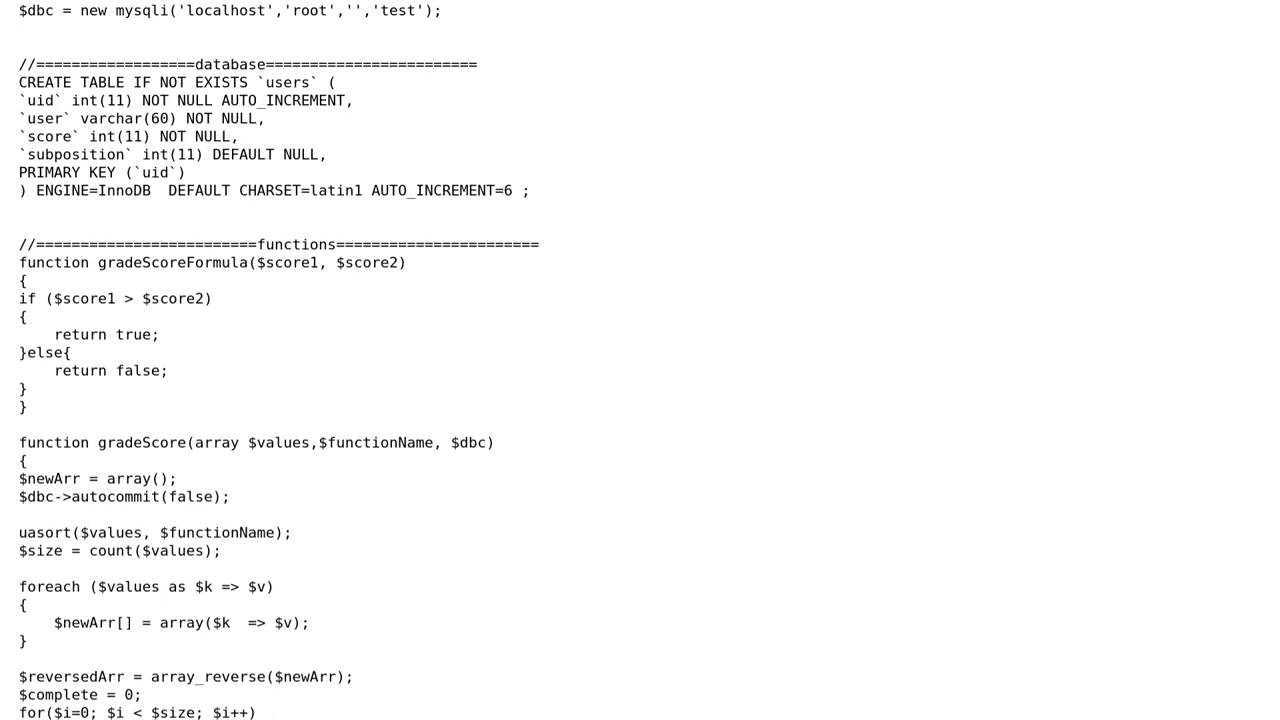 $dbc = new mysqli('localhost','root','','test');
//==================database========================
CREATE TABLE IF NOT EXISTS `users` (
`uid` int(11) NOT NULL AUTO_INCREMENT,
`user` varchar(60) NOT NULL,
`score` int(11) NOT NULL,
`subposition` int(11) DEFAULT NULL,
PRIMARY KEY (`uid`)
) ENGINE=InnoDB  DEFAULT CHARSET=latin1 AUTO_INCREMENT=6 ;
//=========================functions=======================
function gradeScoreFormula($score1, $score2)
{
if ($score1 > $score2)
{
    return true;
}else{
    return false;
}
}
function gradeScore(array $values,$functionName, $dbc)
{
$newArr = array();
$dbc->autocommit(false);
uasort($values, $functionName);
$size = count($values);
foreach ($values as $k => $v)
{
    $newArr[] = array($k  => $v);
}
$reversedArr = array_reverse($newArr);
$complete = 0;
for($i=0; $i < $size; $i++)